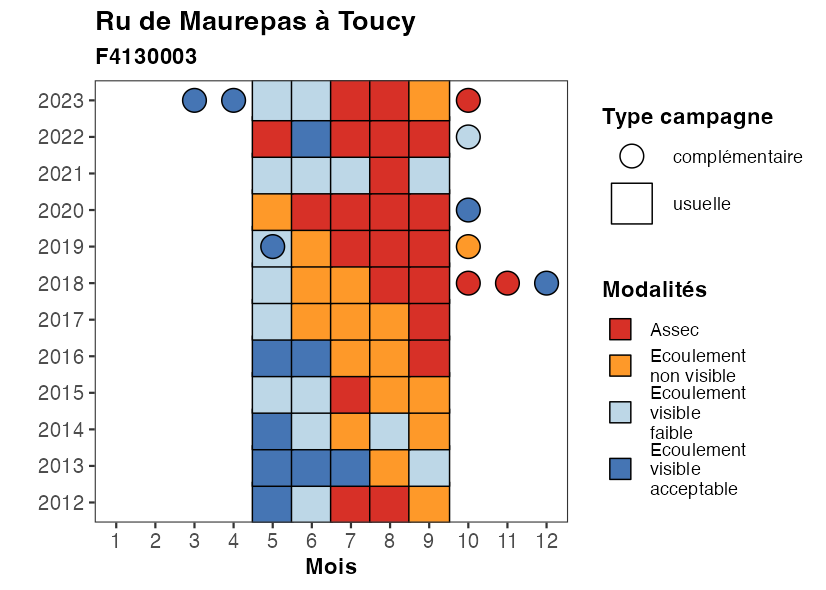 Ru de Maurepas à Toucy
F4130003
2023
2022
2021
2020
2019
2018
2017
2016
2015
2014
2013
2012
1 2 3 4 5 6 7 8 9 10 11 12
Mois
Type campagne
complémentaire
usuelle
Modalités
Assec
Ecoulement
non visible
Ecoulement
visible
faible
Ecoulement
visible
acceptable